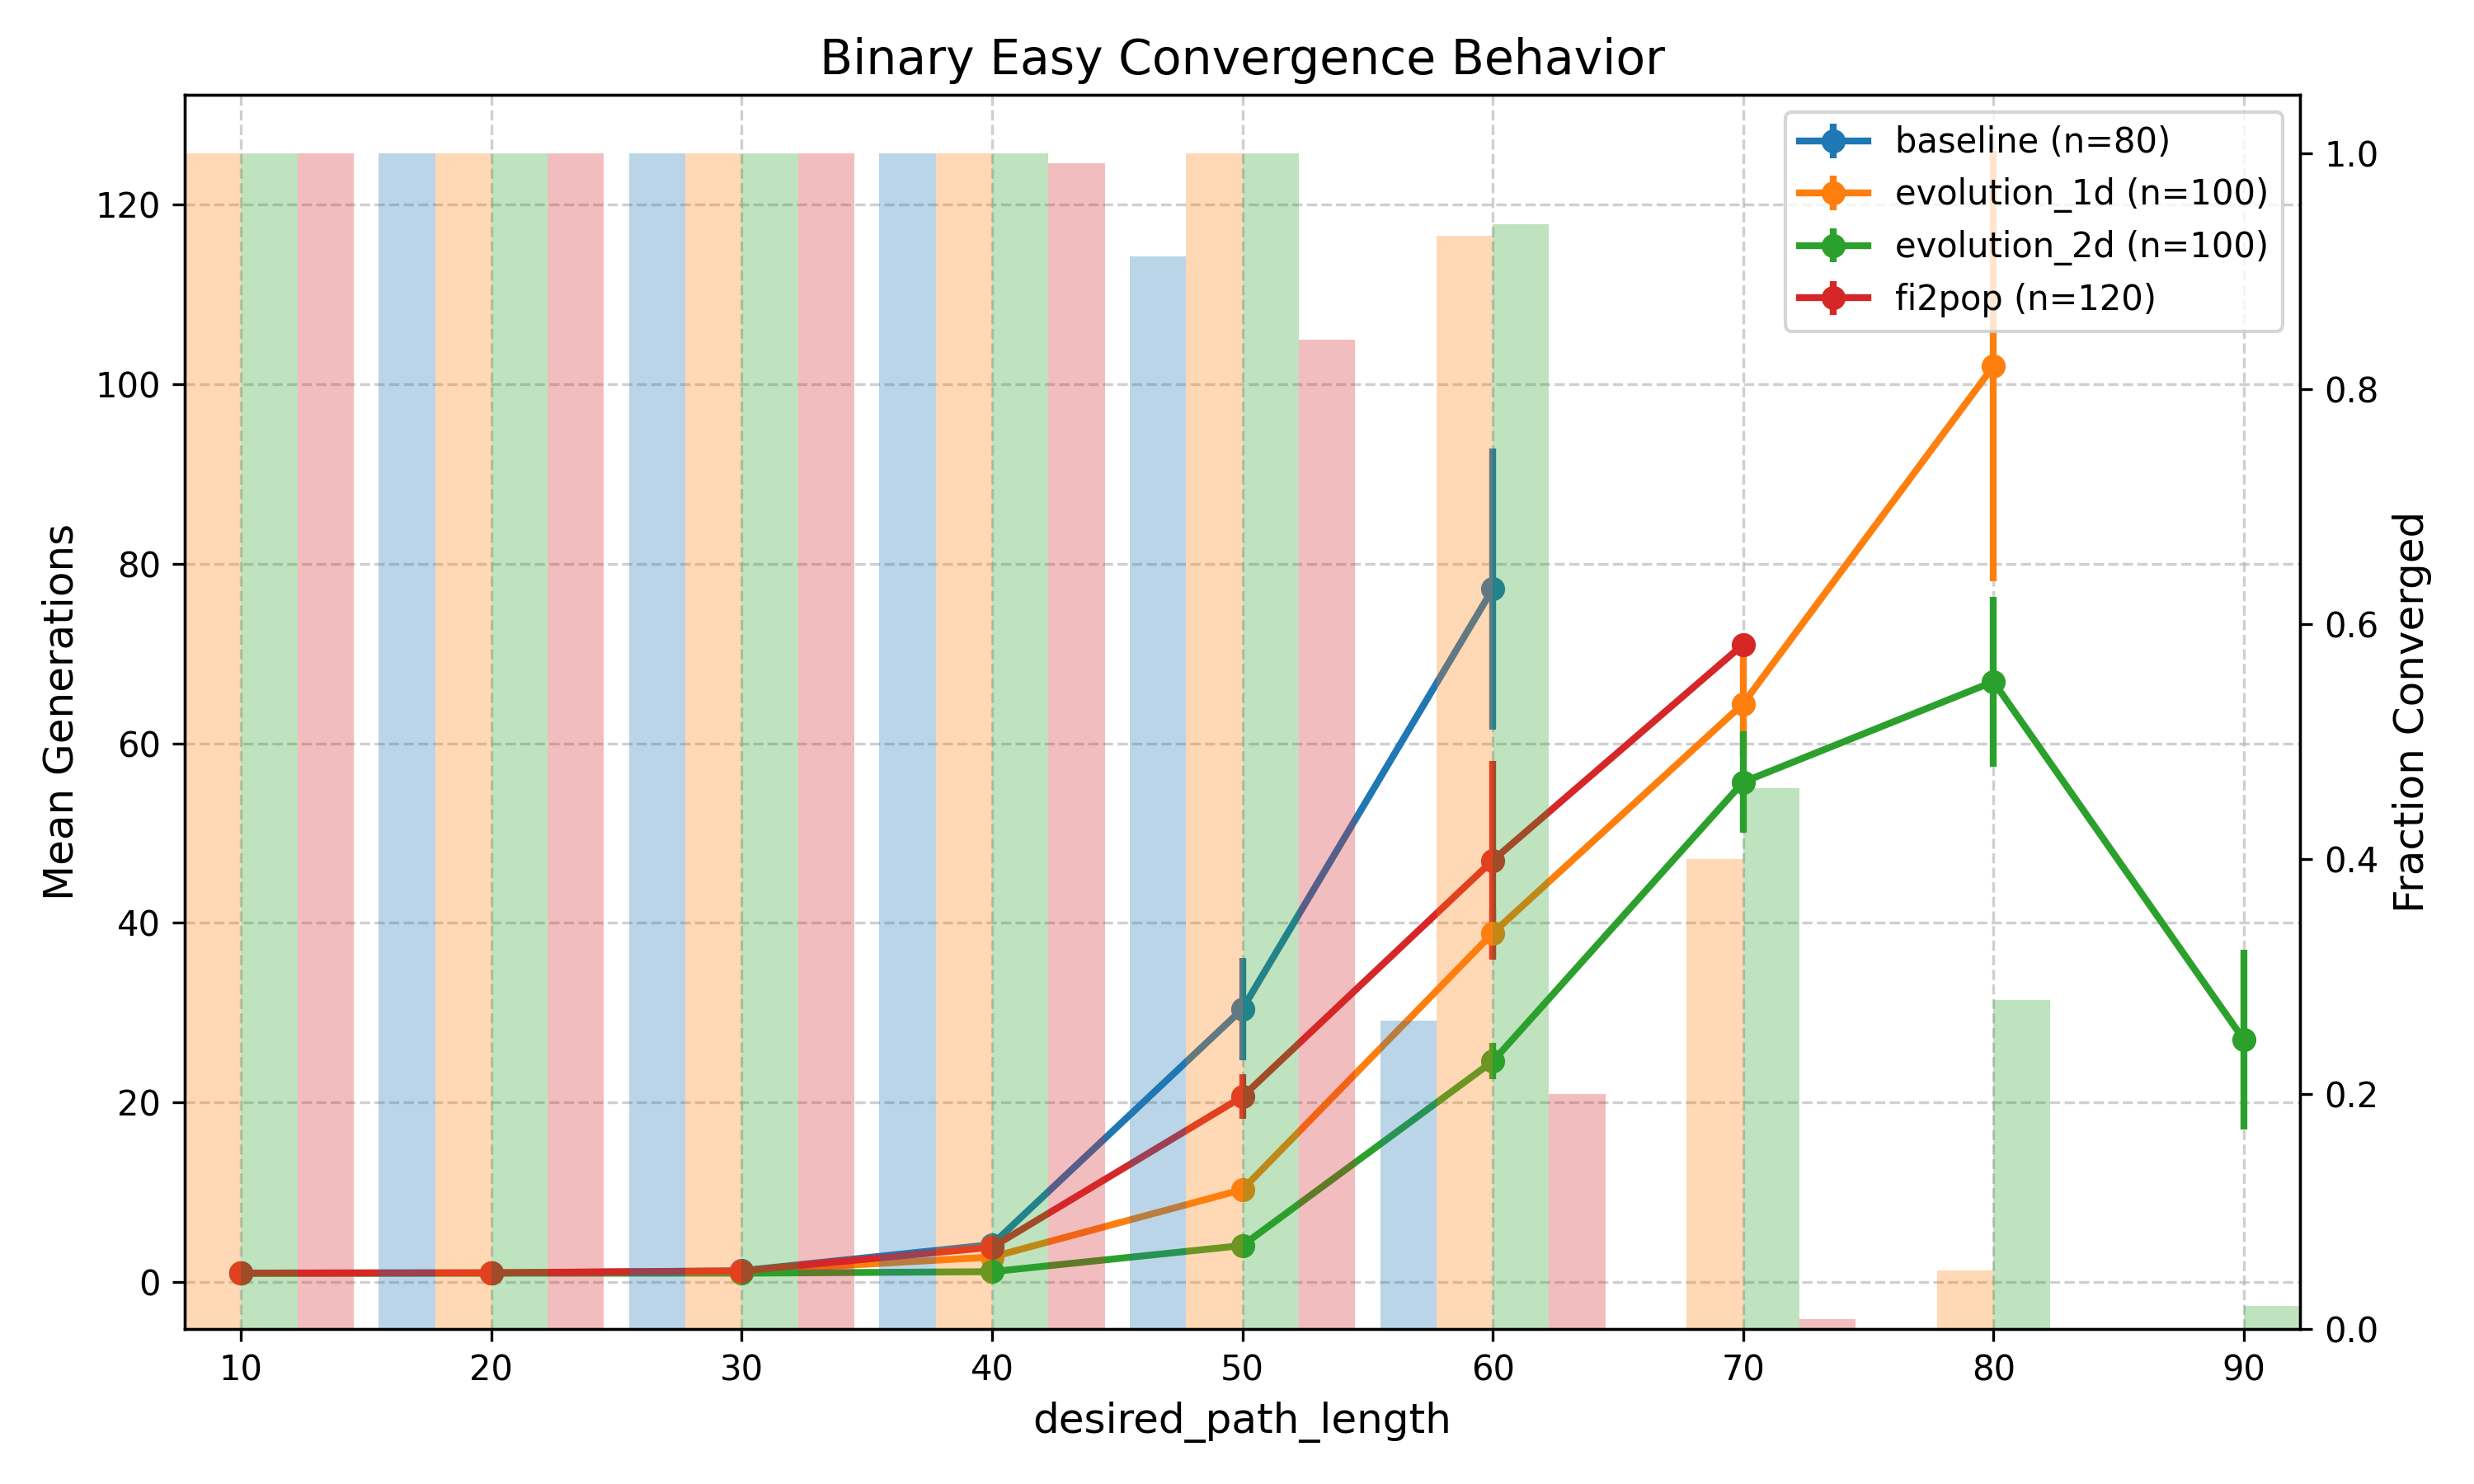 Binary Easy Convergence Behavior
baseline (n=80)
evolution_1d (n=100)
evolution_2d (n=100)
fi2pop (n=120)
Mean Generations
120
100
80
60
40
20
0
1.0
0.8
0.6
0.4
0.2
0.0
Fraction Converged
10 20 30 40 50 60 70 80 90
desired_path_length